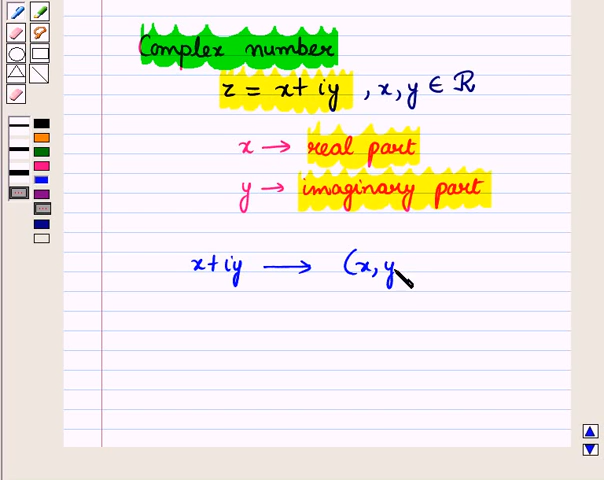 Complex number
z = x + iy , x, y ∈ ℝ
x → real part
y → imaginary part
x + iy ⟶ (x, y